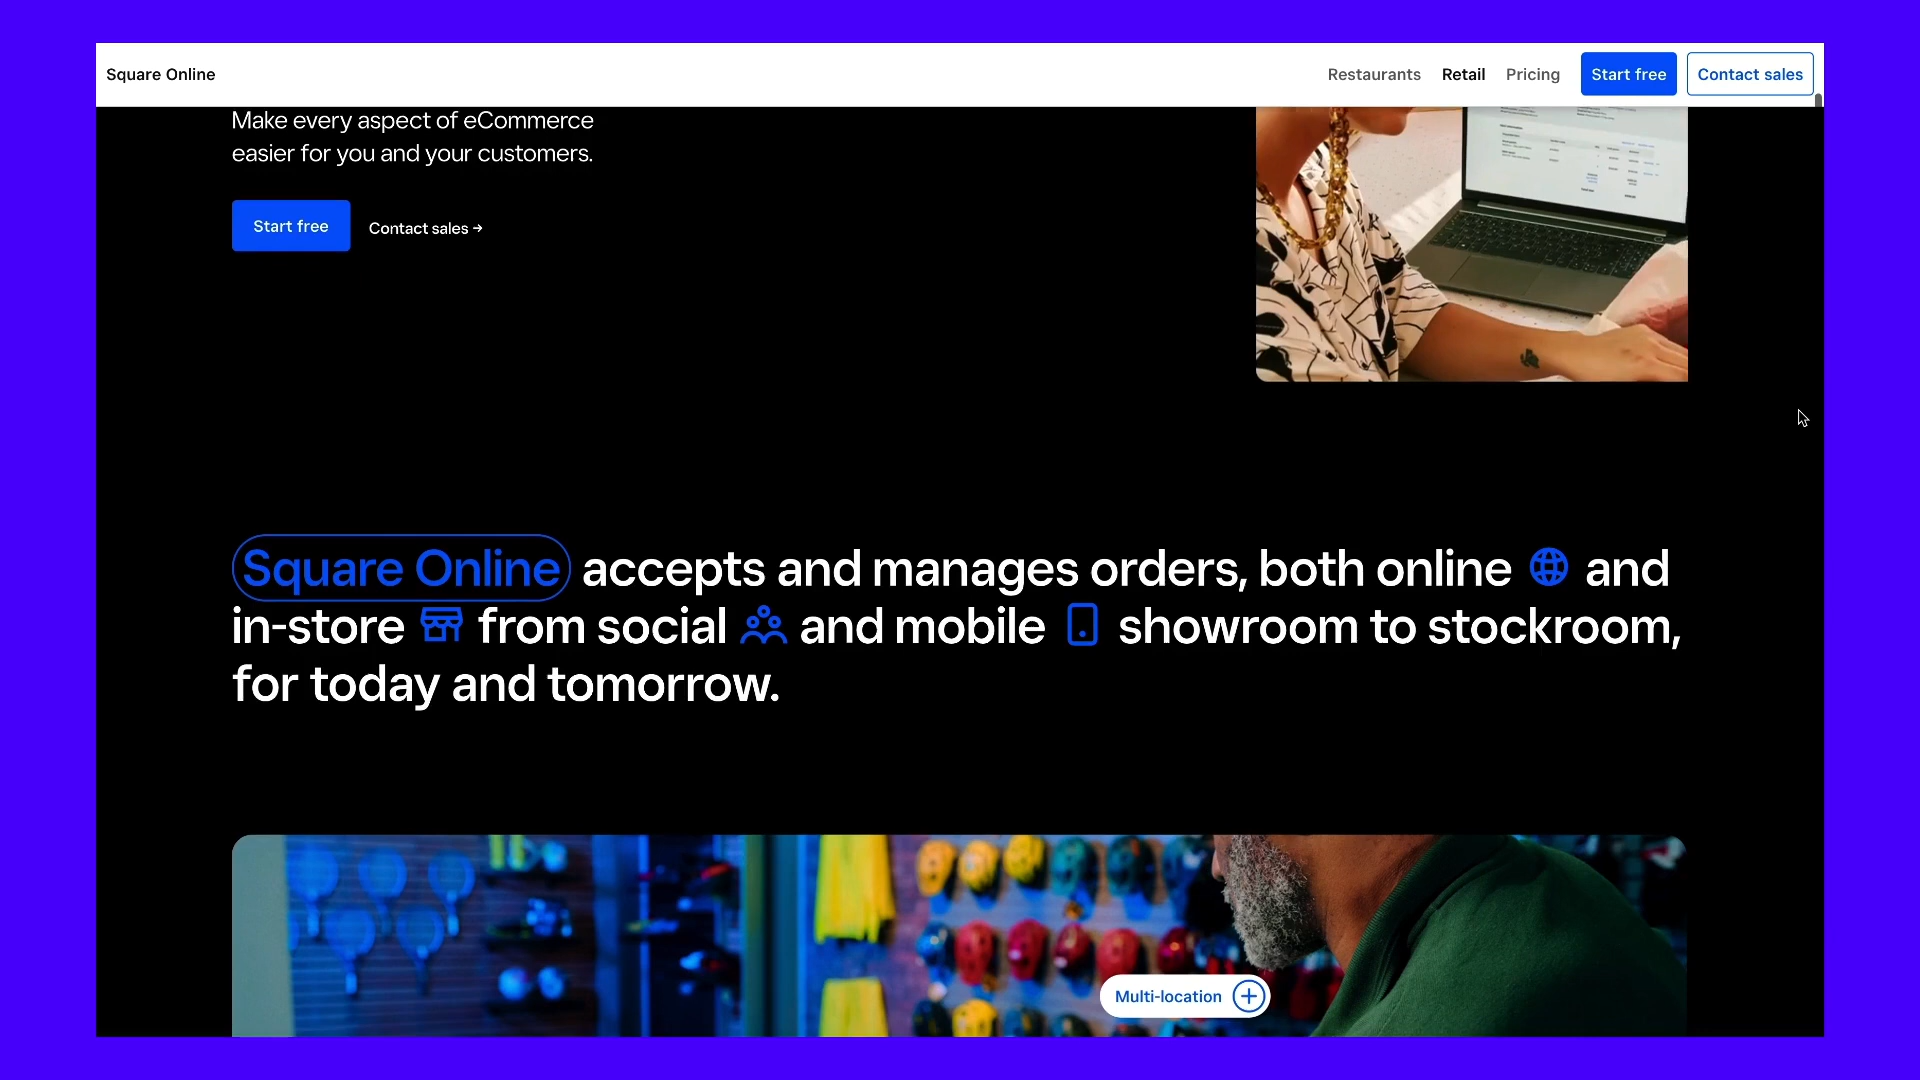 Square Online
Restaurants Retail Pricing Start free Contact sales
Make every aspect of eCommerce
easier for you and your customers.
Start free Contact sales →
Square Online accepts and manages orders, both online and
in-store from social and mobile showroom to stockroom,
for today and tomorrow.
Multi-location